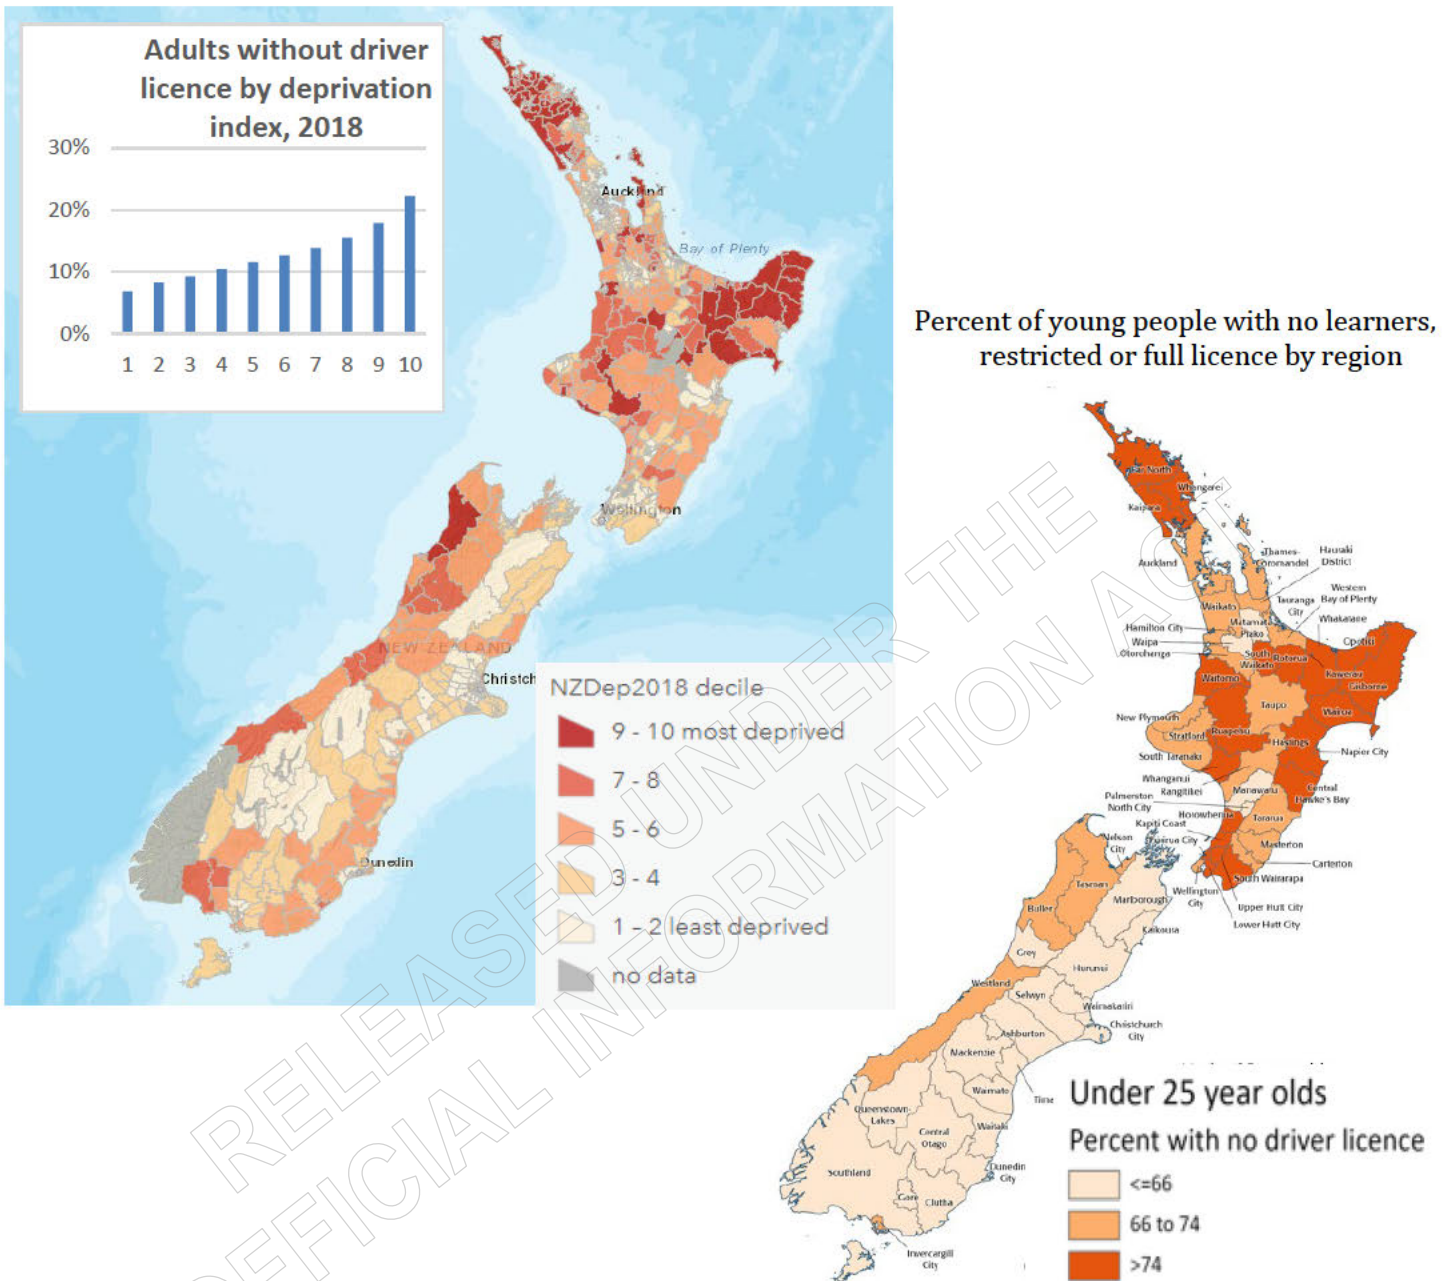 Adults without driver
licence by deprivation
index, 2018
30%
20%
10%
0%
1 2 3 4 5 6 7 8 9 10
Auckland
Bay of Plenty
Wellington
NEW ZEALAND
Christch
Dunedin
NZDep2018 decile
9 - 10 most deprived
7 - 8
5 - 6
3 - 4
1 - 2 least deprived
no data
Percent of young people with no learners,
restricted or full licence by region
Far North
Whangarei
Kaipara
Auckland
Thames-
Coromandel
Hauraki
District
Waikato
Tauranga
City
Western
Bay of Plenty
Whakatane
Hamilton City
Matamata
Piako
Waipa
Otorohanga
South
Waikato
Rotorua
Opotiki
Kawerau
Gisborne
Waitomo
Taupo
Wairoa
New Plymouth
Stratford
Ruapehu
Hastings
Napier City
South Taranaki
Whanganui
Rangitikei
Manawatu
Central
Hawke's Bay
Palmerston
North City
Horowhenua
Tararua
Kapiti Coast
Porirua City
Masterton
Carterton
South Wairarapa
Wellington
City
Upper Hutt City
Lower Hutt City
Nelson
City
Tasman
Marlborough
Buller
Kaikoura
Grey
Hurunui
Westland
Selwyn
Waimakariri
Christchurch
City
Ashburton
Mackenzie
Waimate
Tima
Queenstown-
Lakes
Central
Otago
Waitaki
Dunedin
City
Southland
Gore
Clutha
Invercargill
City
Under 25 year olds
Percent with no driver licence
<=66
66 to 74
>74
RELEASED UNDER THE
OFFICIAL INFORMATION ACT